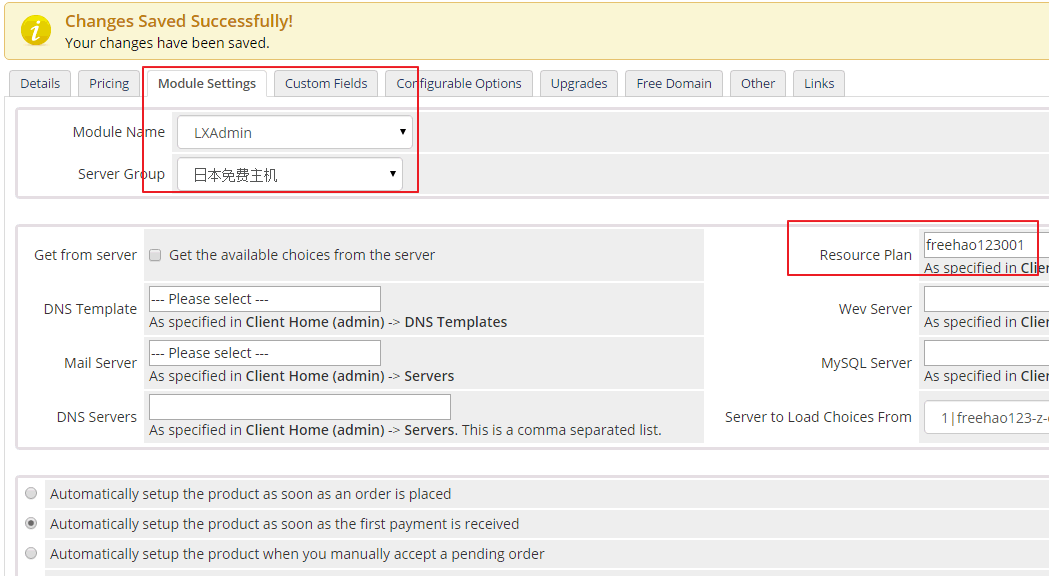 Changes Saved Successfully!
Your changes have been saved.
Details Pricing Module Settings Custom Fields Configurable Options Upgrades Free Domain Other Links
Module Name LXAdmin
Server Group 日本免费主机
Get from server Get the available choices from the server Resource Plan freehao123001
As specified in Clie
DNS Template --- Please select --- Wev Server
As specified in Client Home (admin) -> DNS Templates As specified in Clier
Mail Server --- Please select --- MySQL Server
As specified in Client Home (admin) -> Servers As specified in Clier
DNS Servers Server to Load Choices From 1|freehao123-z-
As specified in Client Home (admin) -> Servers. This is a comma separated list.
Automatically setup the product as soon as an order is placed
Automatically setup the product as soon as the first payment is received
Automatically setup the product when you manually accept a pending order